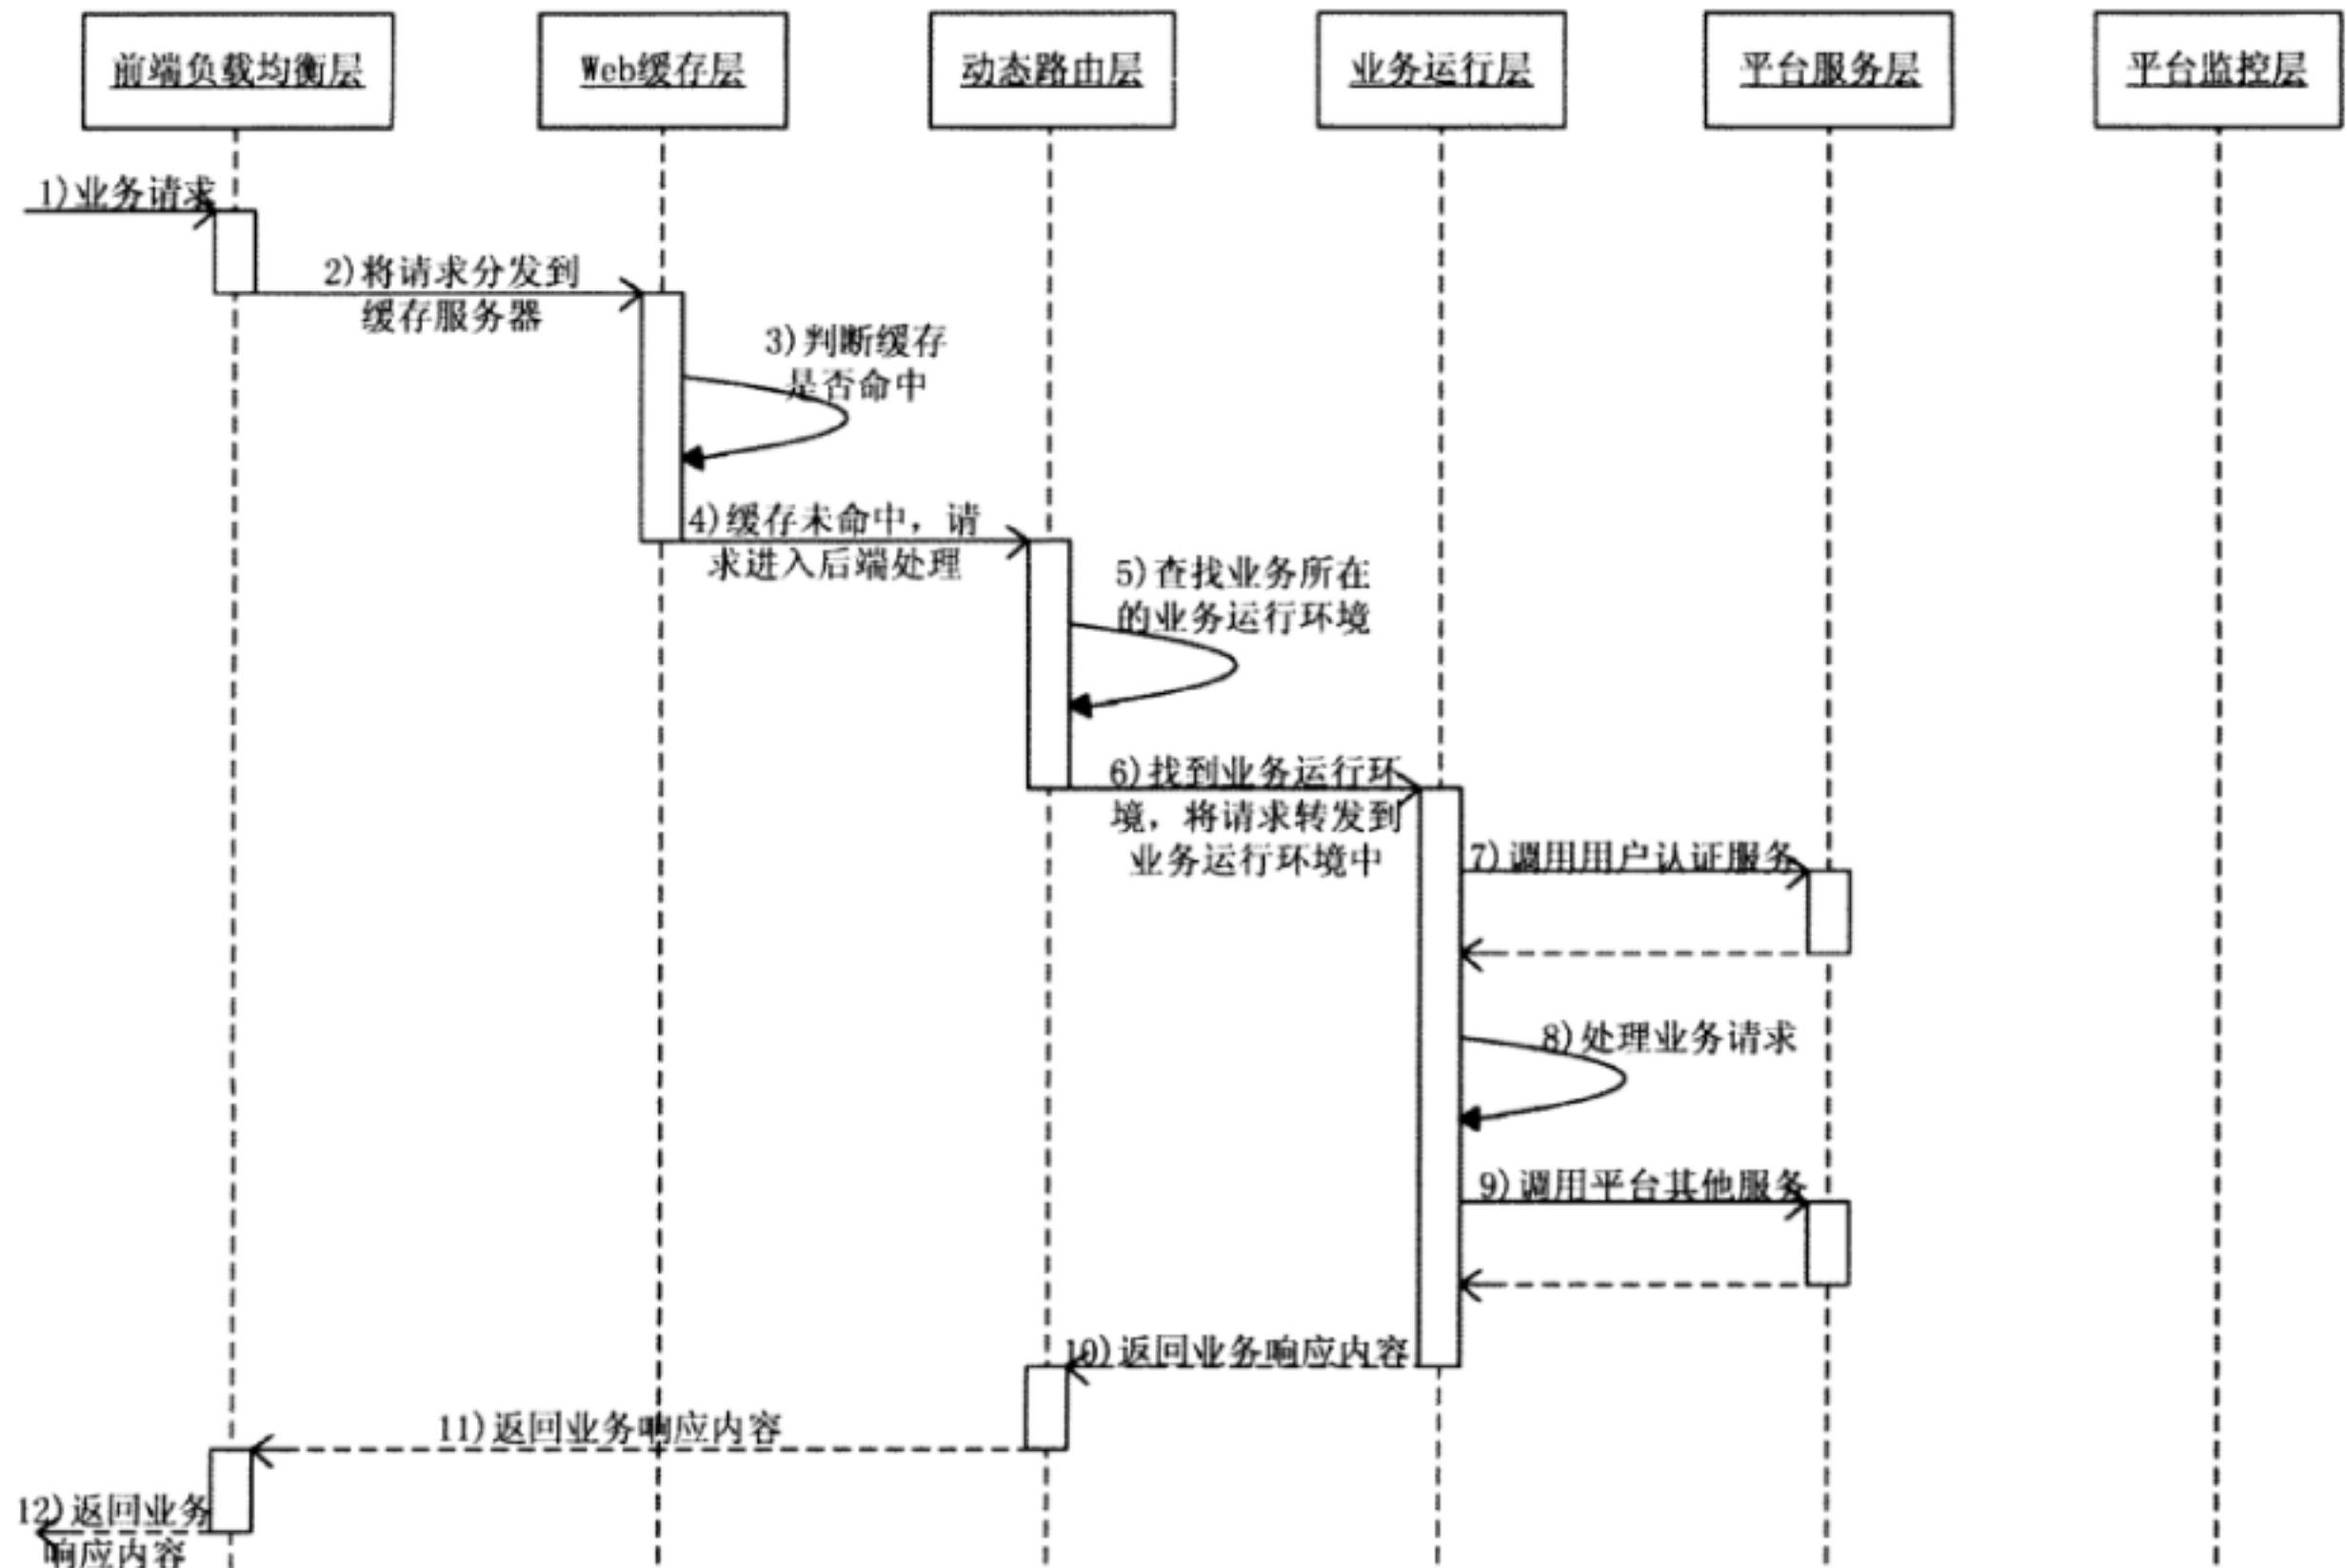 前端负载均衡层
Web缓存层
动态路由层
业务运行层
平台服务层
平台监控层
1)业务请求
2)将请求分发到
缓存服务器
3)判断缓存
是否命中
4)缓存未命中，请
求进入后端处理
5)查找业务所在
的业务运行环境
6)找到业务运行环
境，将请求转发到
业务运行环境中
7)调用用户认证服务
8)处理业务请求
9)调用平台其他服务
10)返回业务响应内容
11)返回业务响应内容
12)返回业务
响应内容